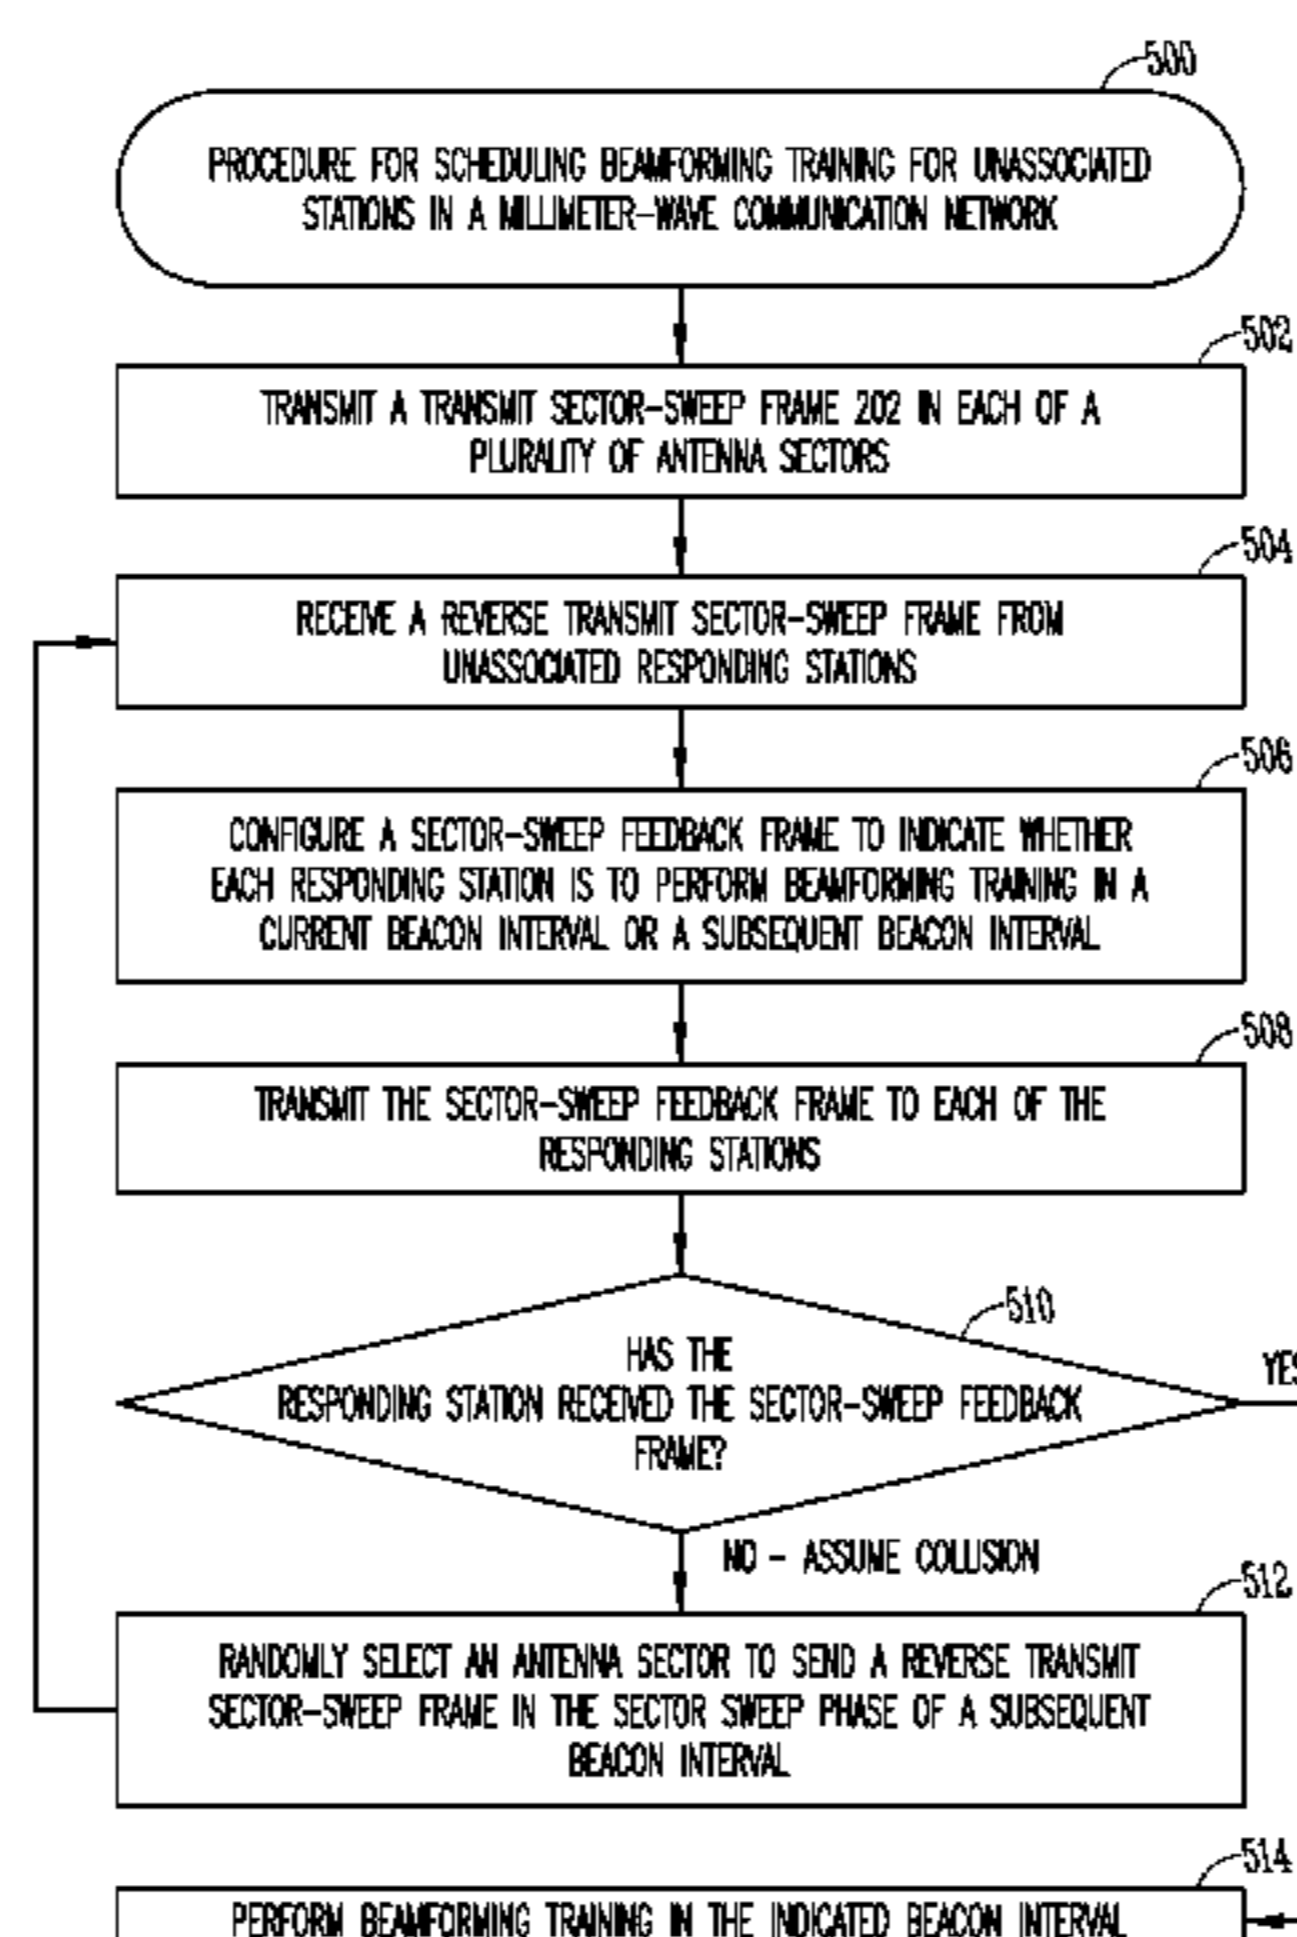 500
PROCEDURE FOR SCHEDULING BEAMFORMING TRAINING FOR UNASSOCIATED
STATIONS IN A MILLIMETER-WAVE COMMUNICATION NETWORK
502
TRANSMIT A TRANSMIT SECTOR-SWEEP FRAME 202 IN EACH OF A
PLURALITY OF ANTENNA SECTORS
504
RECEIVE A REVERSE TRANSMIT SECTOR-SWEEP FRAME FROM
UNASSOCIATED RESPONDING STATIONS
506
CONFIGURE A SECTOR-SWEEP FEEDBACK FRAME TO INDICATE WHETHER
EACH RESPONDING STATION IS TO PERFORM BEAMFORMING TRAINING IN A
CURRENT BEACON INTERVAL OR A SUBSEQUENT BEACON INTERVAL
508
TRANSMIT THE SECTOR-SWEEP FEEDBACK FRAME TO EACH OF THE
RESPONDING STATIONS
510
HAS THE
RESPONDING STATION RECEIVED THE SECTOR-SWEEP FEEDBACK
FRAME?
YES
NO - ASSUME COLLISION
512
RANDOMLY SELECT AN ANTENNA SECTOR TO SEND A REVERSE TRANSMIT
SECTOR-SWEEP FRAME IN THE SECTOR SWEEP PHASE OF A SUBSEQUENT
BEACON INTERVAL
514
PERFORM BEAMFORMING TRAINING IN THE INDICATED BEACON INTERVAL